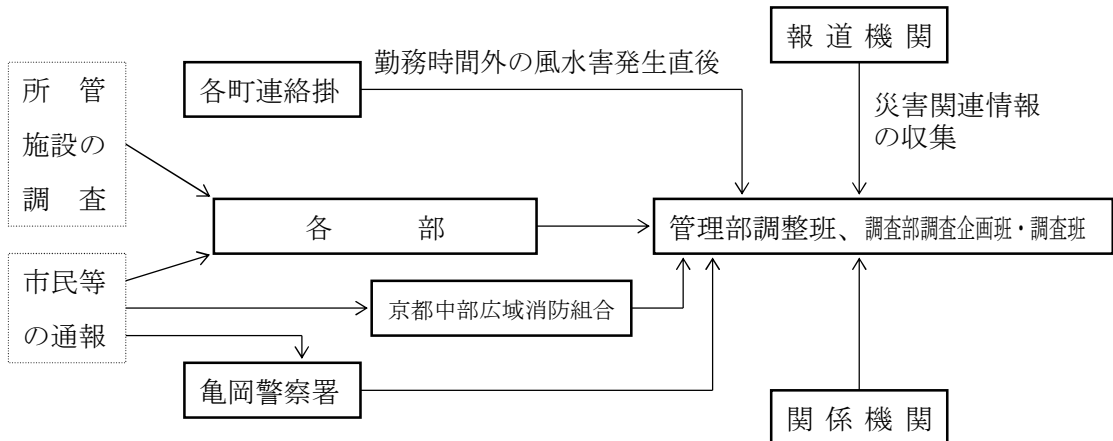 報道機関
所管
施設の
調査
各町連絡掛
勤務時間外の風水害発生直後
災害関連情報
の収集
各部
管理部調整班、調査部調査企画班・調査班
市民等
の通報
京都中部広域消防組合
亀岡警察署
関係機関